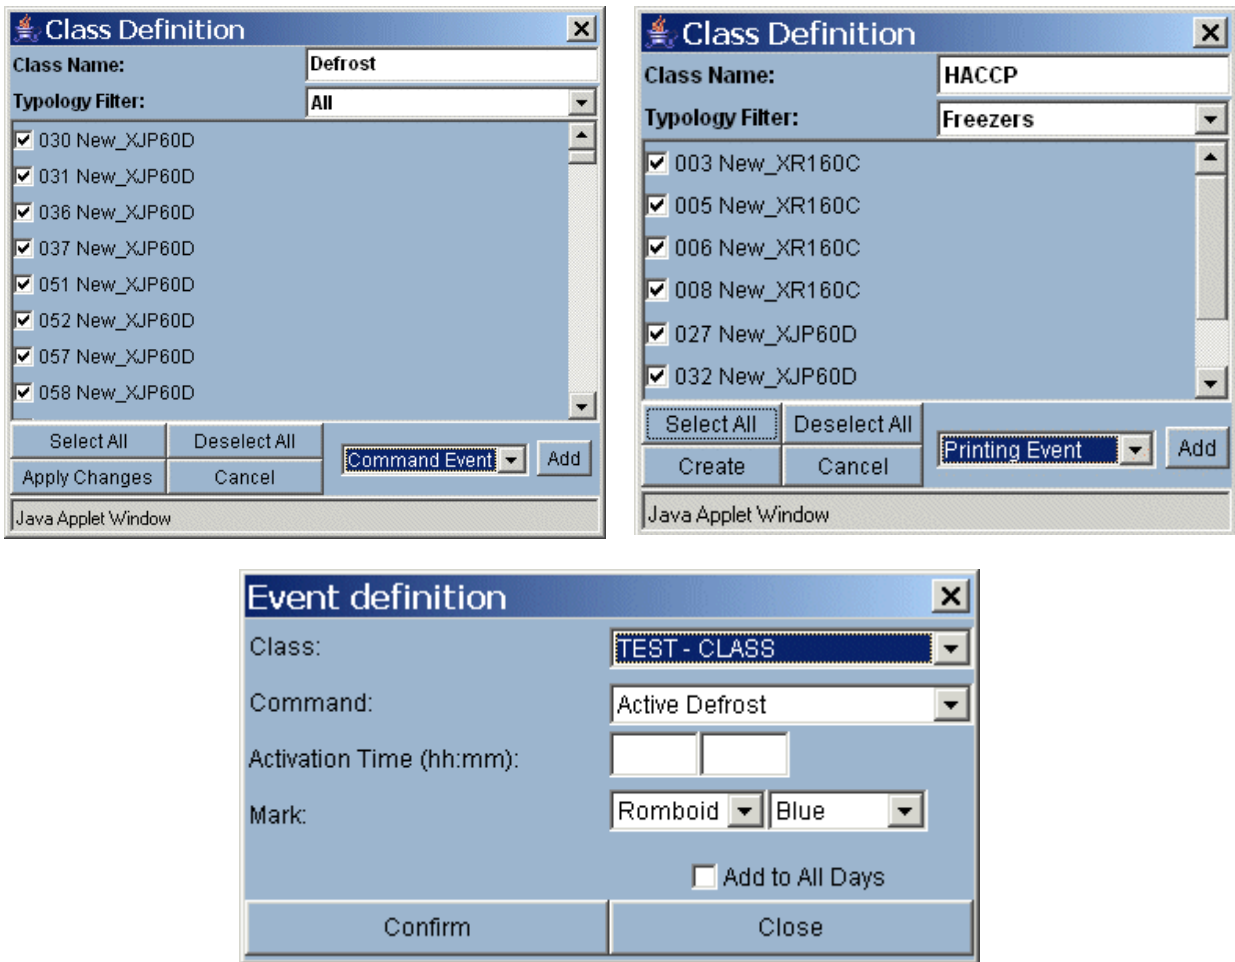 Class Definition
Class Name: Defrost
Typology Filter: All
030 New_XJP60D
031 New_XJP60D
036 New_XJP60D
037 New_XJP60D
051 New_XJP60D
052 New_XJP60D
057 New_XJP60D
058 New_XJP60D
Select All Deselect All
Command Event Add
Apply Changes Cancel
Java Applet Window
Class Definition
Class Name: HACCP
Typology Filter: Freezers
003 New_XR160C
005 New_XR160C
006 New_XR160C
008 New_XR160C
027 New_XJP60D
032 New_XJP60D
Select All Deselect All
Printing Event Add
Create Cancel
Java Applet Window
Event definition
Class: TEST - CLASS
Command: Active Defrost
Activation Time (hh:mm):
Mark: Romboid Blue
Add to All Days
Confirm Close